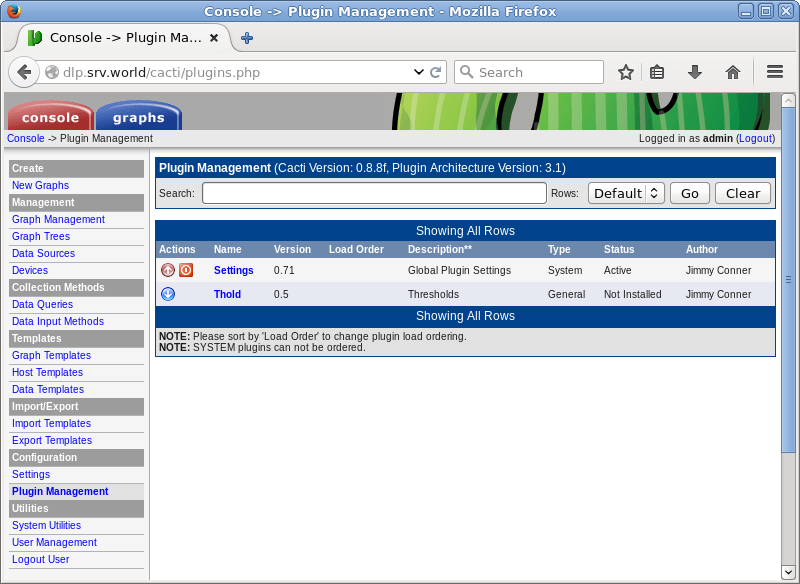 Console -> Plugin Management - Mozilla Firefox
Console -> Plugin Ma...
dlp.srv.world/cacti/plugins.php
Search
console
graphs
Console -> Plugin Management
Logged in as admin (Logout)
Create
New Graphs
Management
Graph Management
Graph Trees
Data Sources
Devices
Collection Methods
Data Queries
Data Input Methods
Templates
Graph Templates
Host Templates
Data Templates
Import/Export
Import Templates
Export Templates
Configuration
Settings
Plugin Management
Utilities
System Utilities
User Management
Logout User
Plugin Management (Cacti Version: 0.8.8f, Plugin Architecture Version: 3.1)
Search: Rows: Default Go Clear
Showing All Rows
Actions Name Version Load Order Description** Type Status Author
Settings 0.71 Global Plugin Settings System Active Jimmy Conner
Thold 0.5 Thresholds General Not Installed Jimmy Conner
Showing All Rows
NOTE: Please sort by 'Load Order' to change plugin load ordering.
NOTE: SYSTEM plugins can not be ordered.